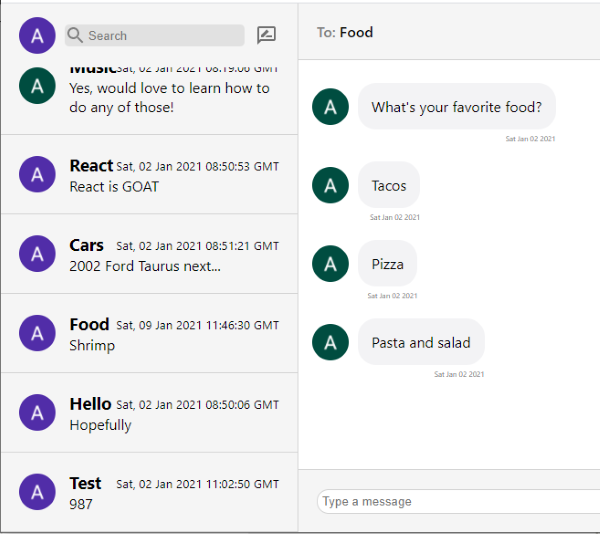 A
Search
Music Sat, 02 Jan 2021 08:19:06 GMT
A
Yes, would love to learn how to
do any of those!
A
React Sat, 02 Jan 2021 08:50:53 GMT
React is GOAT
A
Cars Sat, 02 Jan 2021 08:51:21 GMT
2002 Ford Taurus next...
A
Food Sat, 09 Jan 2021 11:46:30 GMT
Shrimp
A
Hello Sat, 02 Jan 2021 08:50:06 GMT
Hopefully
A
Test Sat, 02 Jan 2021 11:02:50 GMT
987
To: Food
A
What's your favorite food?
Sat Jan 02 2021
A
Tacos
Sat Jan 02 2021
A
Pizza
Sat Jan 02 2021
A
Pasta and salad
Sat Jan 02 2021
Type a message